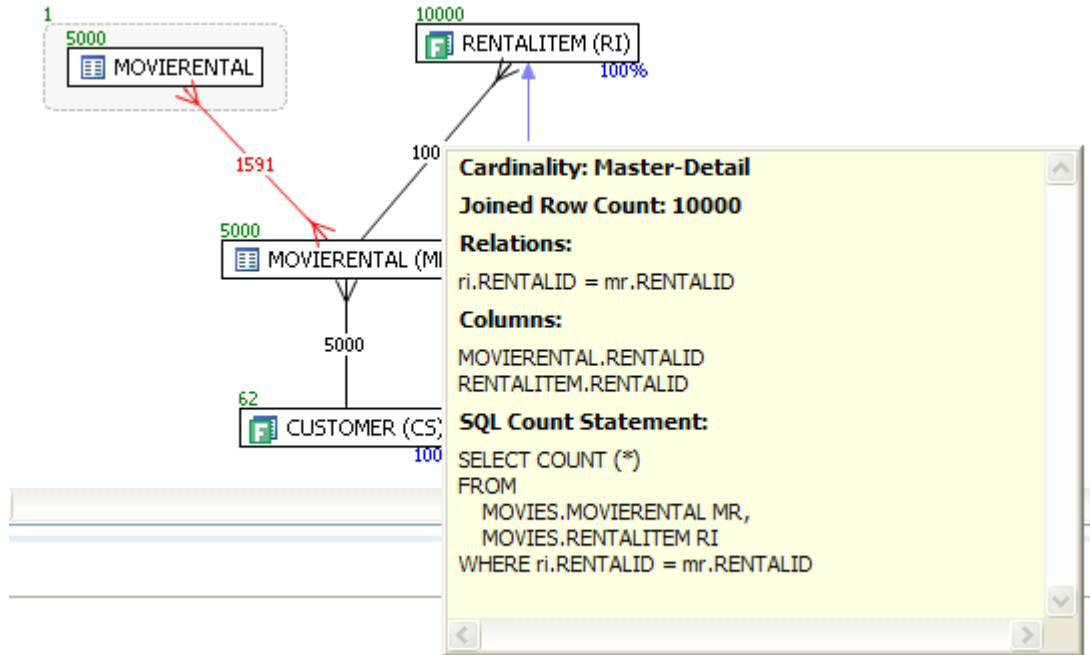 1
5000
MOVIERENTAL
10000
RENTALITEM (RI)
100%
1591
100
5000
MOVIERENTAL (M
5000
62
CUSTOMER (CS)
100
Cardinality: Master-Detail
Joined Row Count: 10000
Relations:
ri.RENTALID = mr.RENTALID
Columns:
MOVIERENTAL.RENTALID
RENTALITEM.RENTALID
SQL Count Statement:
SELECT COUNT (*)
FROM
MOVIES.MOVIERENTAL MR,
MOVIES.RENTALITEM RI
WHERE ri.RENTALID = mr.RENTALID